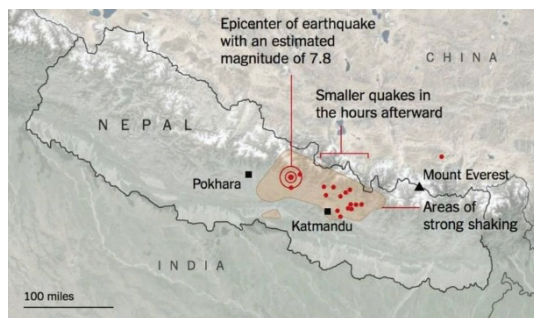 Epicenter of earthquake
with an estimated
magnitude of 7.8
CHINA
Smaller quakes in
the hours afterward
NEPAL
Mount Everest
Pokhara
Areas of
strong shaking
Katmandu
INDIA
100 miles